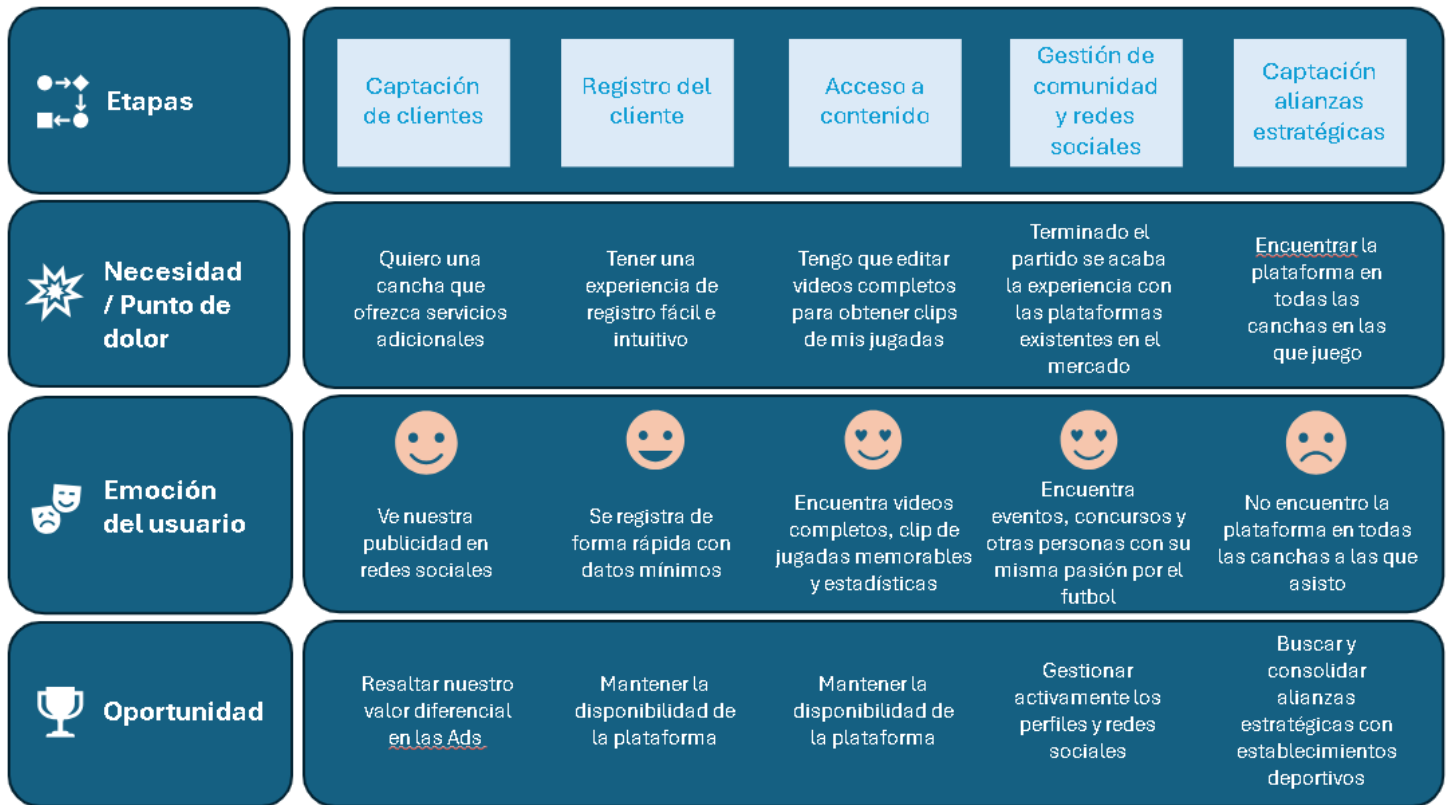 Etapas
Captación
de clientes
Registro del
cliente
Acceso a
contenido
Gestión de
comunidad
y redes
sociales
Captación
alianzas
estratégicas
Necesidad
/ Punto de
dolor
Quiero una
cancha que
ofrezca servicios
adicionales
Tener una
experiencia de
registro fácil e
intuitivo
Tengo que editar
videos completos
para obtener clips
de mis jugadas
Terminado el
partido se acaba
la experiencia con
las plataformas
existentes en el
mercado
Encuentrar la
plataforma en
todas las
canchas en las
que juego
Emoción
del usuario
Ve nuestra
publicidad en
redes sociales
Se registra de
forma rápida con
datos mínimos
Encuentra videos
completos, clip de
jugadas memorables
y estadísticas
Encuentra
eventos, concursos y
otras personas con su
misma pasión por el
futbol
No encuentro la
plataforma en todas
las canchas a las que
asisto
Oportunidad
Resaltar nuestro
valor diferencial
en las Ads
Mantener la
disponibilidad de
la plataforma
Mantener la
disponibilidad de
la plataforma
Gestionar
activamente los
perfiles y redes
sociales
Buscar y
consolidar
alianzas
estratégicas con
establecimientos
deportivos